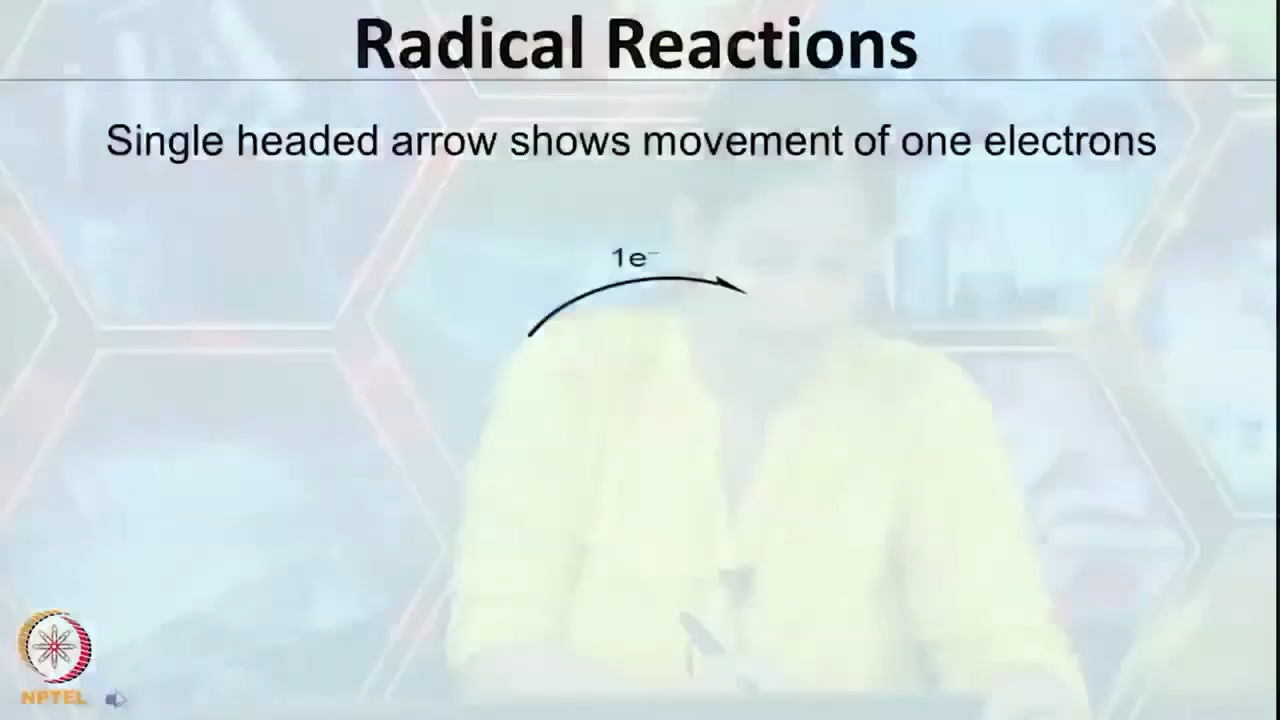 Radical Reactions
Single headed arrow shows movement of one electrons
1e⁻
NPTEL